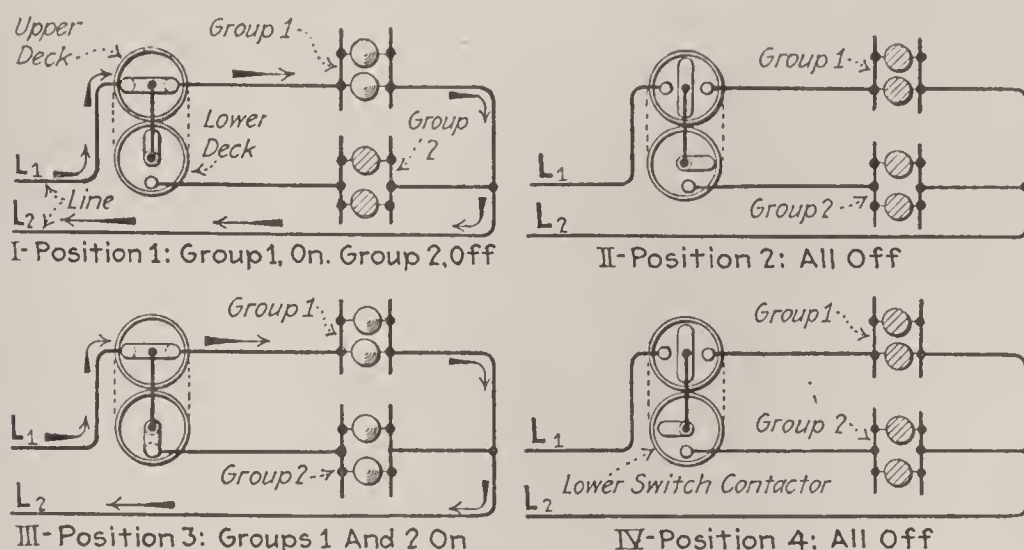 Upper
Deck
Group 1
Lower
Deck
Group
2
L1
Line
L2
I-Position 1: Group 1, On. Group 2, Off
Group 1
L1
Group 2
L2
II-Position 2: All Off
Group 1
L1
Group 2
L2
III-Position 3: Groups 1 And 2 On
Group 1
L1
Group 2
Lower Switch Contactor
L2
IV-Position 4: All Off